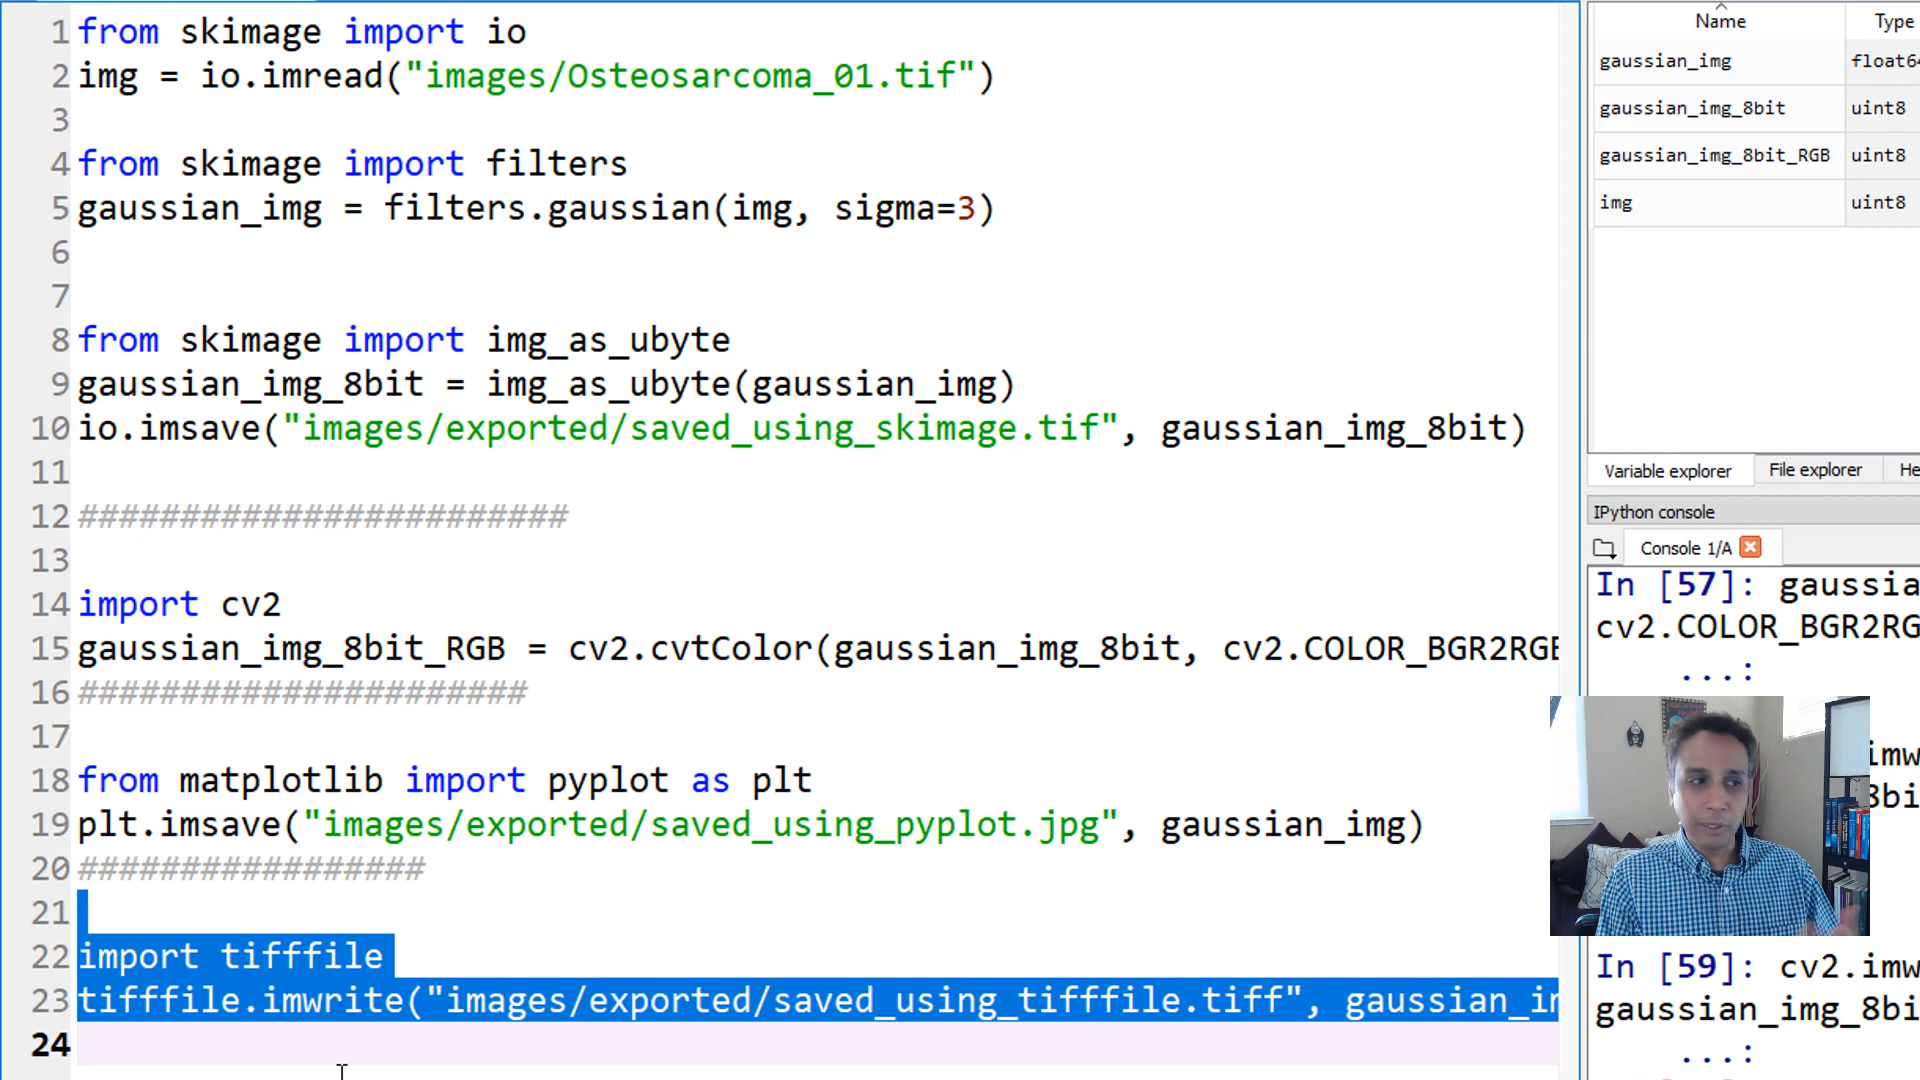 1 from skimage import io
2 img = io.imread("images/Osteosarcoma_01.tif")
3
4 from skimage import filters
5 gaussian_img = filters.gaussian(img, sigma=3)
6
7
8 from skimage import img_as_ubyte
9 gaussian_img_8bit = img_as_ubyte(gaussian_img)
10 io.imsave("images/exported/saved_using_skimage.tif", gaussian_img_8bit)
11
12 ########################
13
14 import cv2
15 gaussian_img_8bit_RGB = cv2.cvtColor(gaussian_img_8bit, cv2.COLOR_BGR2RGB
16 ######################
17
18 from matplotlib import pyplot as plt
19 plt.imsave("images/exported/saved_using_pyplot.jpg", gaussian_img)
20 #################
21
22 import tifffile
23 tifffile.imwrite("images/exported/saved_using_tifffile.tiff", gaussian_im
24
Name Type
gaussian_img float64
gaussian_img_8bit uint8
gaussian_img_8bit_RGB uint8
img uint8
Variable explorer File explorer He
IPython console
Console 1/A
In [57]: gaussia
cv2.COLOR_BGR2RG
...:
imw
8bi
In [59]: cv2.imw
gaussian_img_8bi
...: